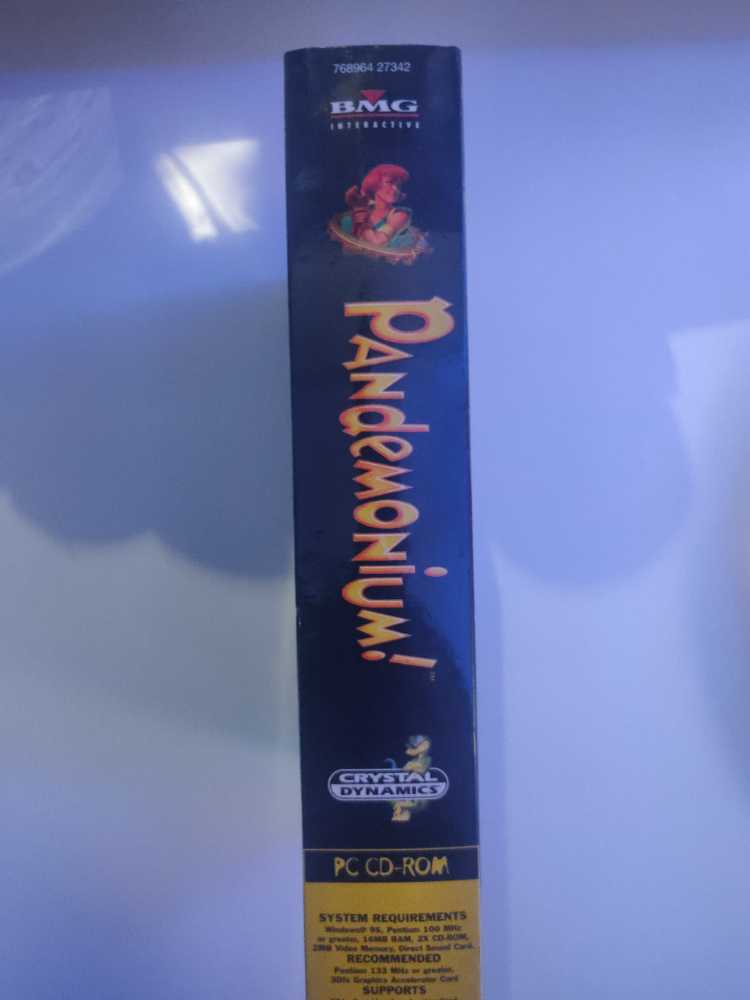 768964 27342
BMG
INTERACTIVE
PANdeMONiUM!
TM
CRYSTAL
DYNAMICS
PC CD-ROM
SYSTEM REQUIREMENTS
Windows® 95, Pentium 100 MHz
or greater, 16MB RAM, 2X CD-ROM,
2MB Video Memory, Direct Sound Card.
RECOMMENDED
Pentium 133 MHz or greater,
3Dfx Graphics Accelerator Card
SUPPORTS